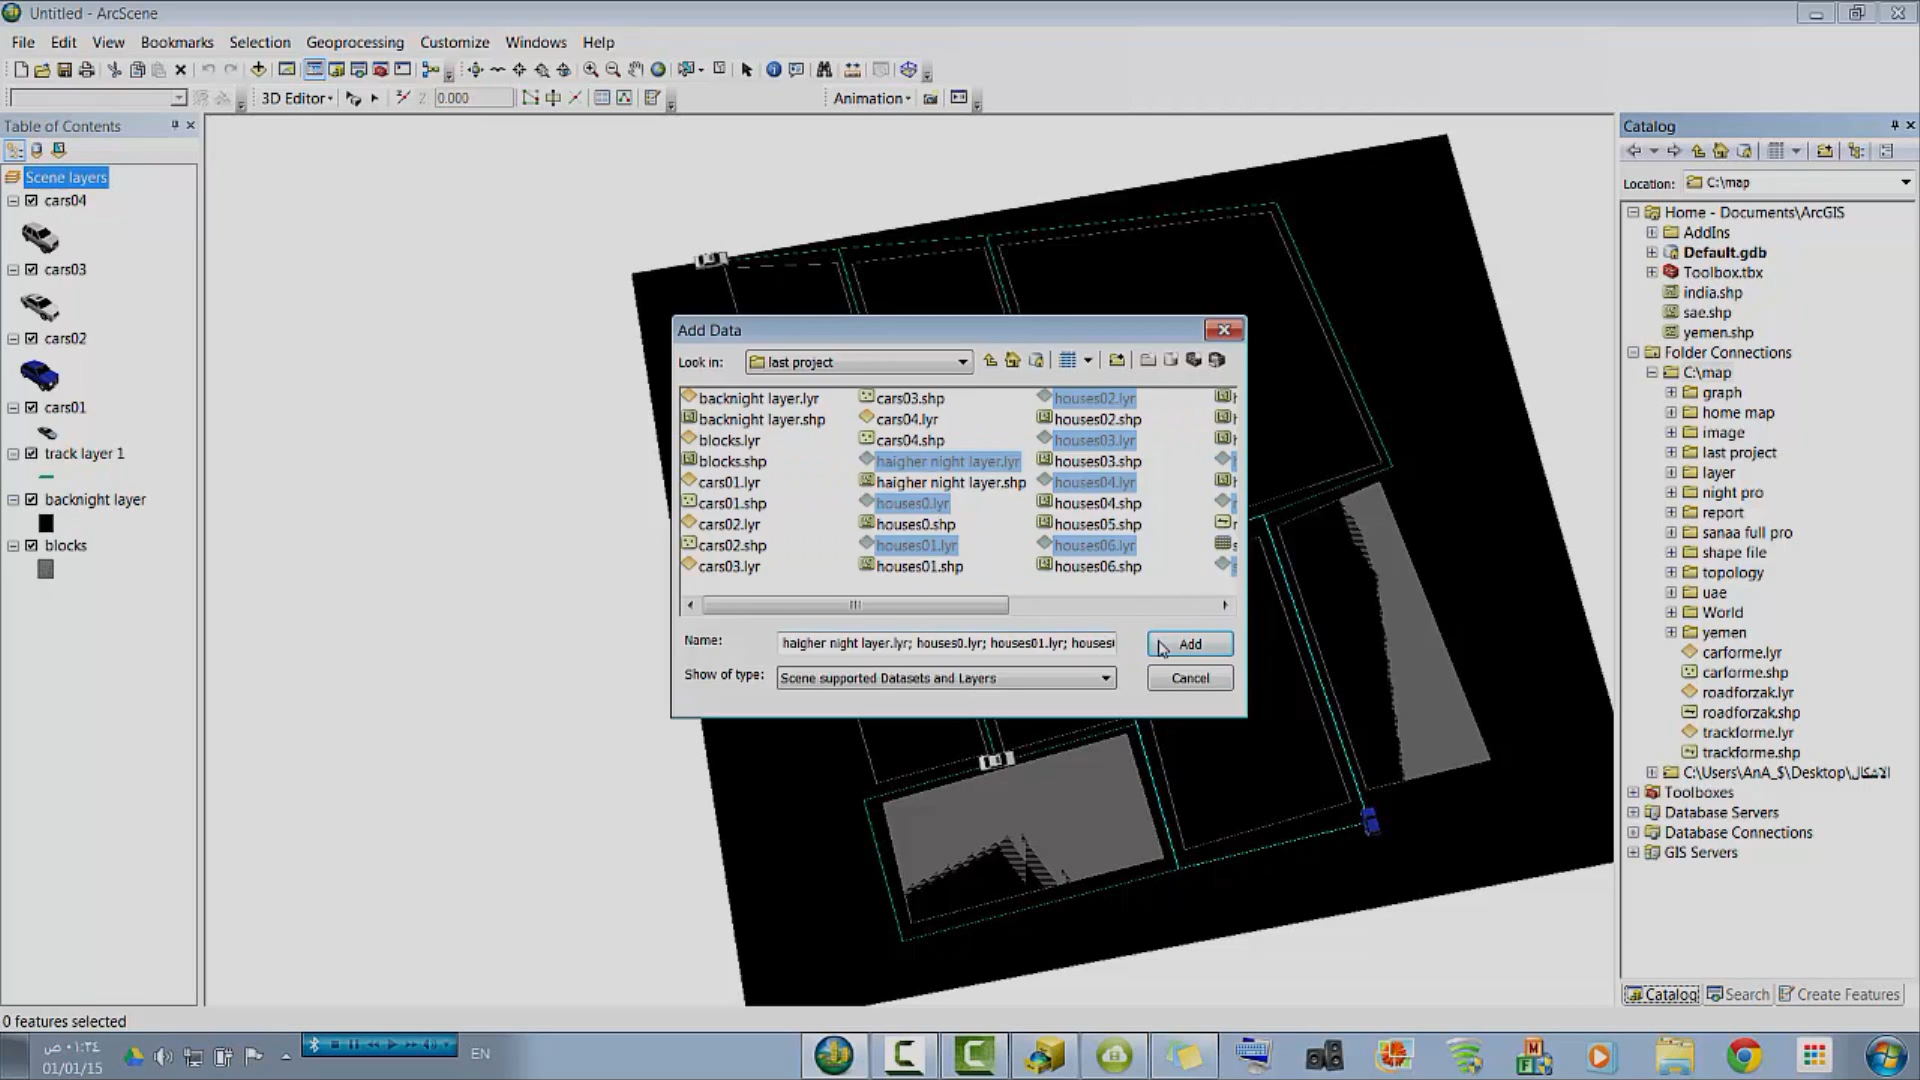 Untitled - ArcScene
File Edit View Bookmarks Selection Geoprocessing Customize Windows Help
3D Editor
Z 0.000
Animation
Table of Contents
Scene layers
cars04
cars03
cars02
cars01
track layer 1
backnight layer
blocks
Add Data
Look in: last project
backnight layer.lyr
backnight layer.shp
blocks.lyr
blocks.shp
cars01.lyr
cars01.shp
cars02.lyr
cars02.shp
cars03.lyr
cars03.shp
cars04.lyr
cars04.shp
haigher night layer.lyr
haigher night layer.shp
houses0.lyr
houses0.shp
houses01.lyr
houses01.shp
houses02.lyr
houses02.shp
houses03.lyr
houses03.shp
houses04.lyr
houses04.shp
houses05.shp
houses06.lyr
houses06.shp
Name: haigher night layer.lyr; houses0.lyr; houses01.lyr; houses
Add
Show of type: Scene supported Datasets and Layers
Cancel
Catalog
Location: C:\map
Home - Documents\ArcGIS
AddIns
Default.gdb
Toolbox.tbx
india.shp
sae.shp
yemen.shp
Folder Connections
C:\map
graph
home map
image
last project
layer
night pro
report
sanaa full pro
shape file
topology
uae
World
yemen
carforme.lyr
carforme.shp
roadforzak.lyr
roadforzak.shp
trackforme.lyr
trackforme.shp
C:\Users\AnA_$\Desktop\الاشكال
Toolboxes
Database Servers
Database Connections
GIS Servers
Catalog Search Create Features
0 features selected
٠١:٣٤ ص
01/01/15
EN